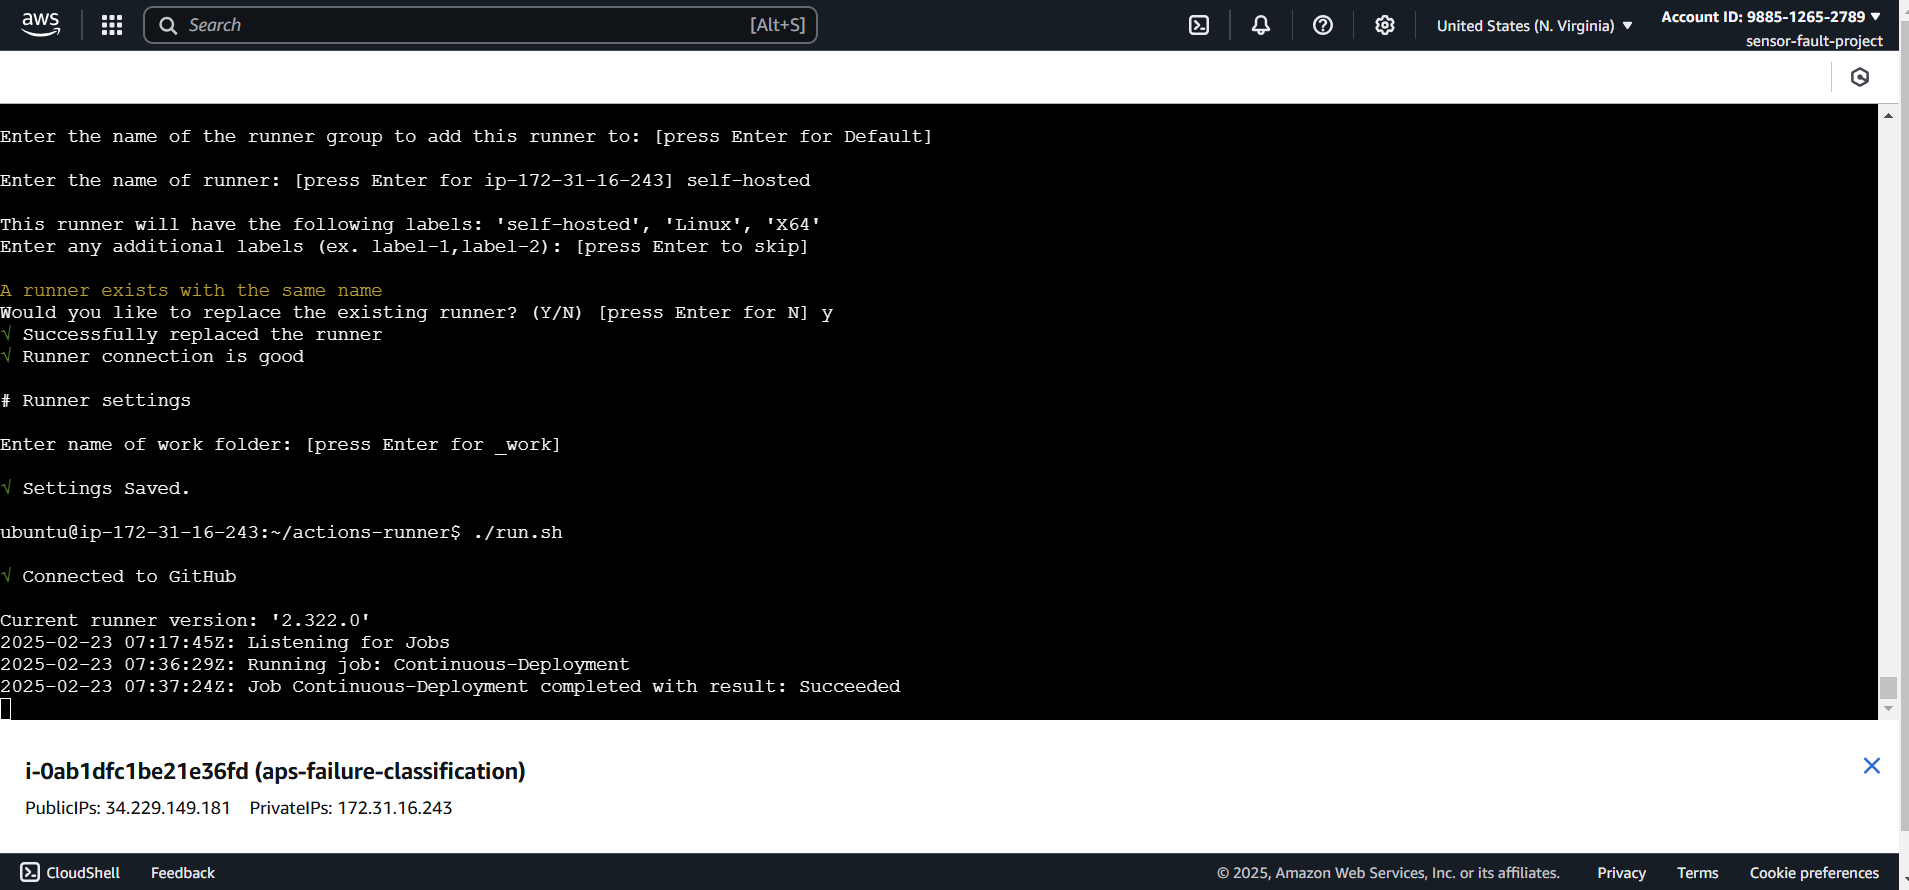 aws
Search [Alt+S]
United States (N. Virginia)
Account ID: 9885-1265-2789
sensor-fault-project
Enter the name of the runner group to add this runner to: [press Enter for Default]
Enter the name of runner: [press Enter for ip-172-31-16-243] self-hosted
This runner will have the following labels: 'self-hosted', 'Linux', 'X64'
Enter any additional labels (ex. label-1,label-2): [press Enter to skip]
A runner exists with the same name
Would you like to replace the existing runner? (Y/N) [press Enter for N] y
√ Successfully replaced the runner
√ Runner connection is good
# Runner settings
Enter name of work folder: [press Enter for _work]
√ Settings Saved.
ubuntu@ip-172-31-16-243:~/actions-runner$ ./run.sh
√ Connected to GitHub
Current runner version: '2.322.0'
2025-02-23 07:17:45Z: Listening for Jobs
2025-02-23 07:36:29Z: Running job: Continuous-Deployment
2025-02-23 07:37:24Z: Job Continuous-Deployment completed with result: Succeeded
i-0ab1dfc1be21e36fd (aps-failure-classification)
PublicIPs: 34.229.149.181 PrivateIPs: 172.31.16.243
CloudShell Feedback © 2025, Amazon Web Services, Inc. or its affiliates. Privacy Terms Cookie preferences